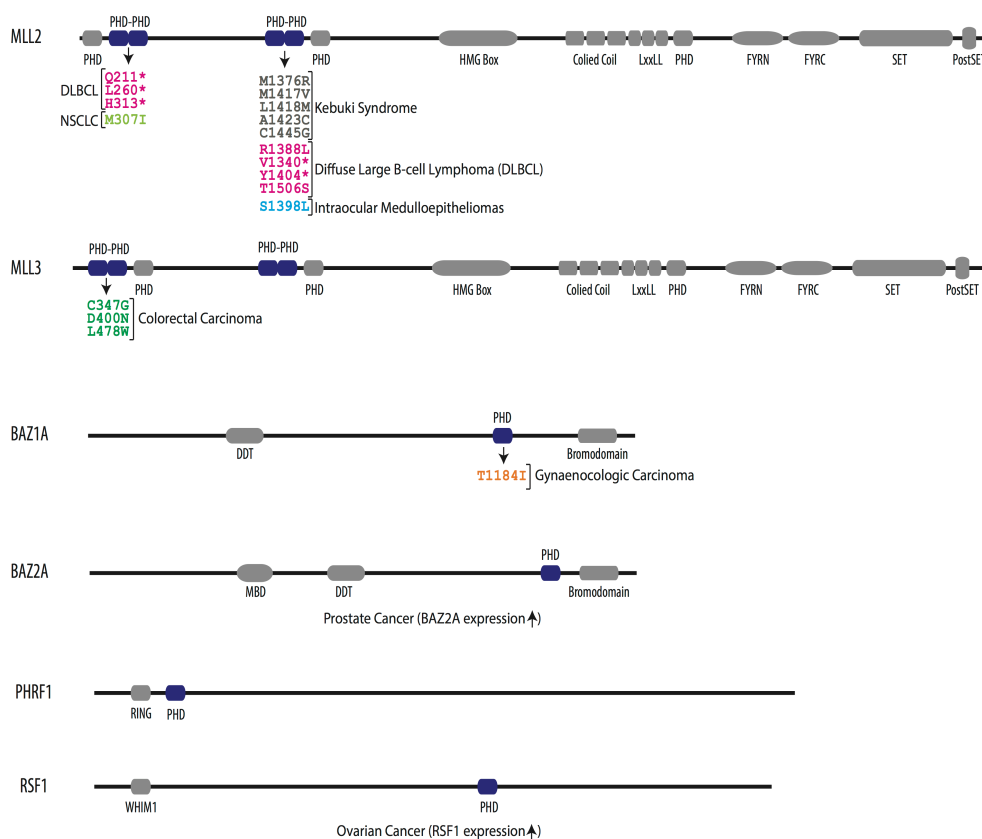 PHD-PHD PHD-PHD
MLL2
PHD PHD HMG Box Colied Coil LxxLL PHD FYRN FYRC SET PostSET
DLBCL
Q211*
L260*
H313*
NSCLC
M307I
M1376R
M1417V
L1418M
A1423C
C1445G
Kebuki Syndrome
R1388L
V1340*
Y1404*
T1506S
Diffuse Large B-cell Lymphoma (DLBCL)
S1398L
Intraocular Medulloepitheliomas
PHD-PHD PHD-PHD
MLL3
PHD PHD HMG Box Colied Coil LxxLL PHD FYRN FYRC SET PostSET
C347G
D400N
L478W
Colorectal Carcinoma
PHD
BAZ1A
DDT Bromodomain
T1184I
Gynaenocologic Carcinoma
PHD
BAZ2A
MBD DDT Bromodomain
Prostate Cancer (BAZ2A expression↑)
PHRF1
RING PHD
RSF1
WHIM1 PHD
Ovarian Cancer (RSF1 expression↑)